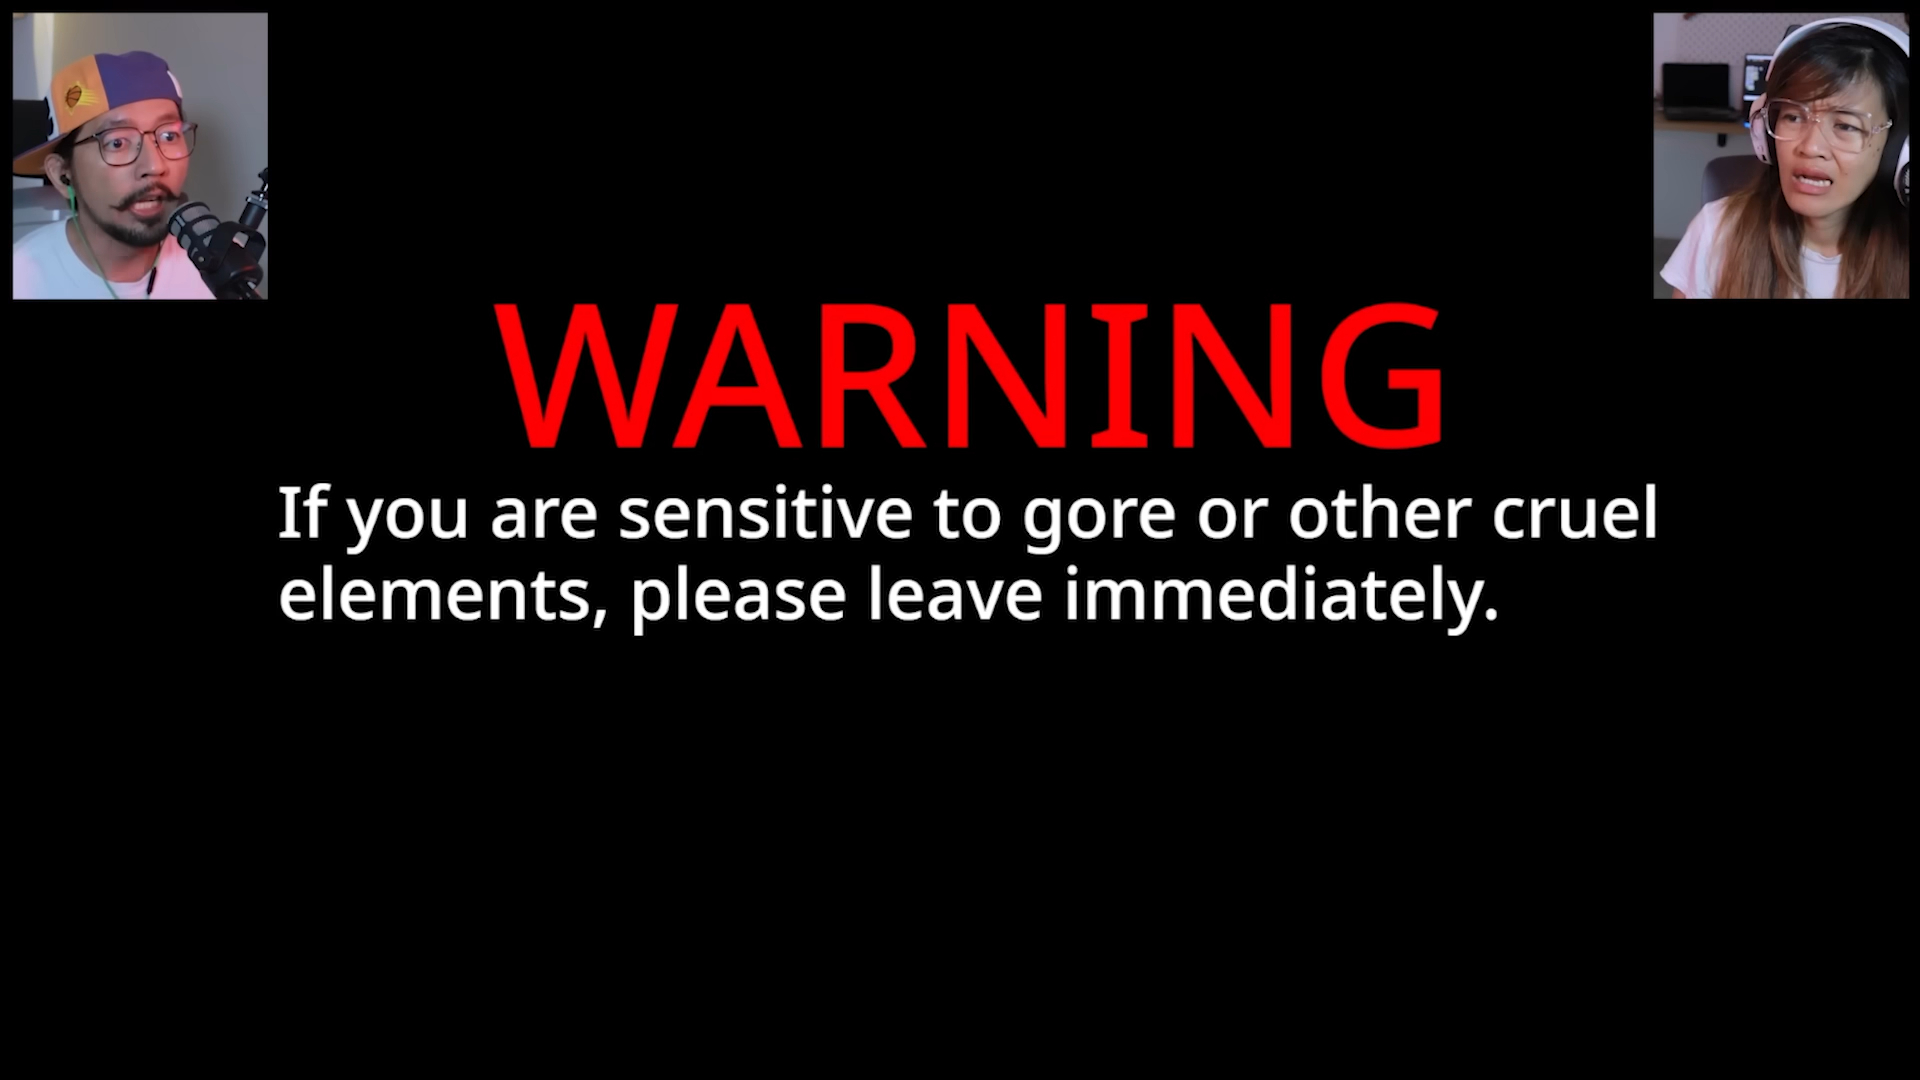 WARNING
If you are sensitive to gore or other cruel
elements, please leave immediately.